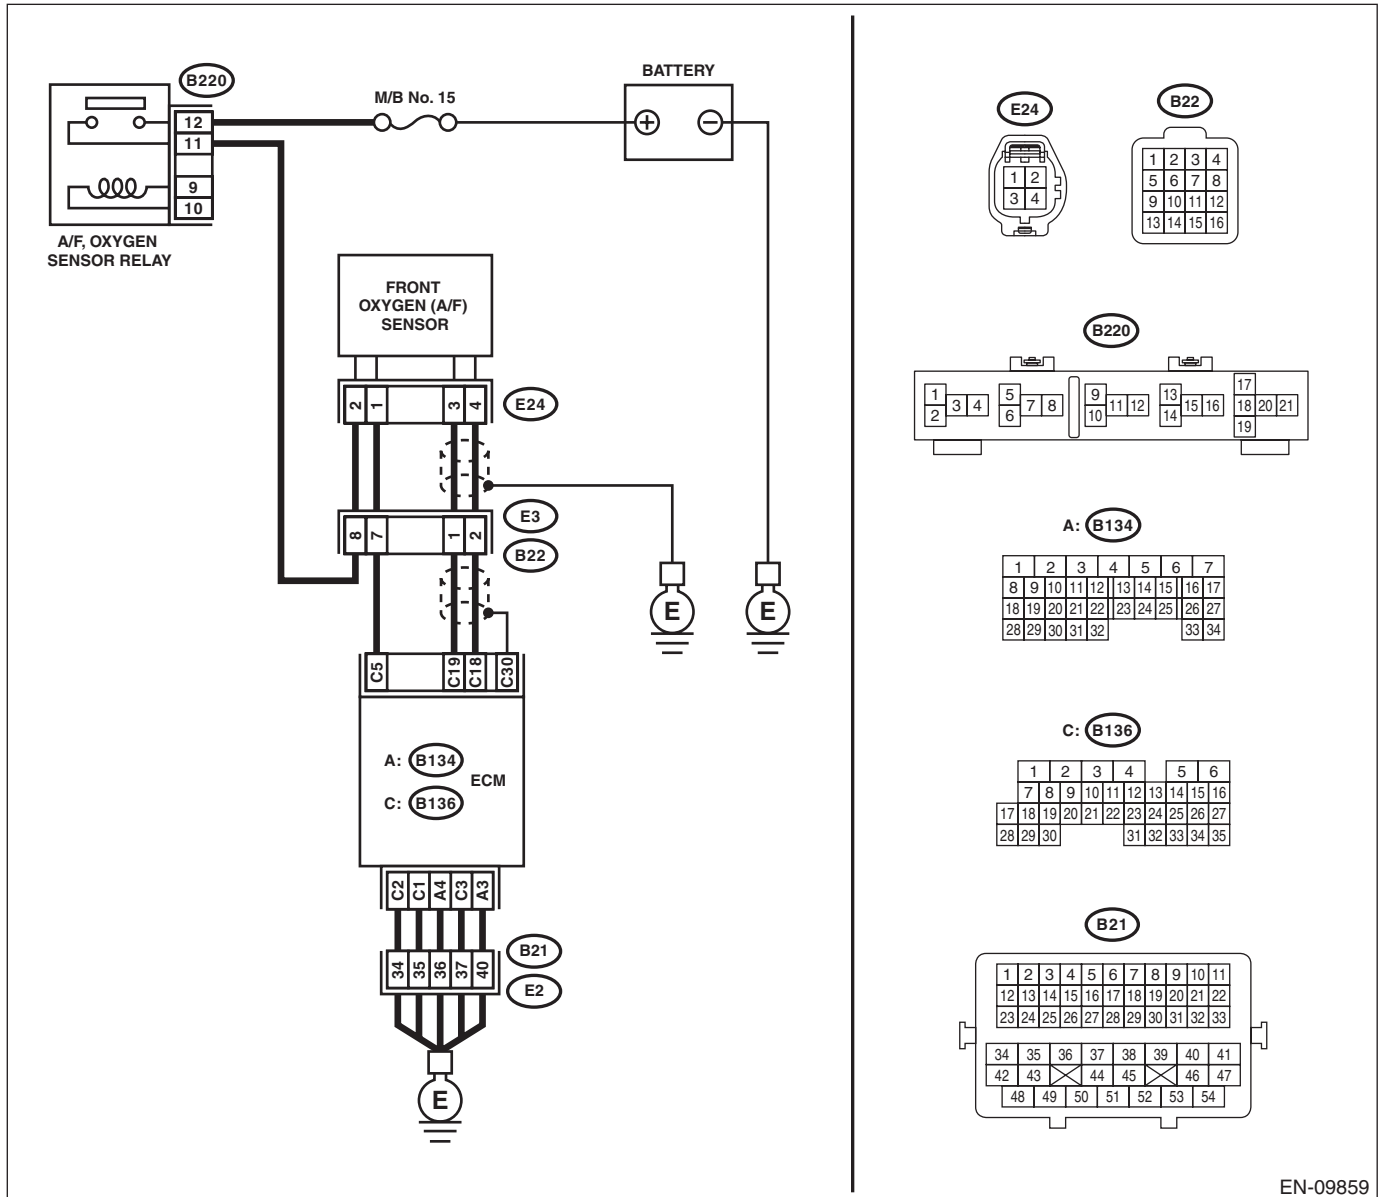 B220
BATTERY
M/B No. 15
12
11
9
10
A/F, OXYGEN
SENSOR RELAY
FRONT
OXYGEN (A/F)
SENSOR
2 1 3 4
E24
E3
8 7 1 2
B22
E E
C5 C19 C18 C30
A: B134
ECM
C: B136
C2 C1 A4 C3 A3
B21
34 35 36 37 40
E2
E
E24
1 2
3 4
B22
1 2 3 4
5 6 7 8
9 10 11 12
13 14 15 16
B220
1 5 9 13 17
3 4 7 8 11 12 15 16 18 20 21
2 6 10 14 19
A: B134
1 2 3 4 5 6 7
8 9 10 11 12 13 14 15 16 17
18 19 20 21 22 23 24 25 26 27
28 29 30 31 32 33 34
C: B136
1 2 3 4 5 6
7 8 9 10 11 12 13 14 15 16
17 18 19 20 21 22 23 24 25 26 27
28 29 30 31 32 33 34 35
B21
1 2 3 4 5 6 7 8 9 10 11
12 13 14 15 16 17 18 19 20 21 22
23 24 25 26 27 28 29 30 31 32 33
34 35 36 37 38 39 40 41
42 43 44 45 46 47
48 49 50 51 52 53 54
EN-09859